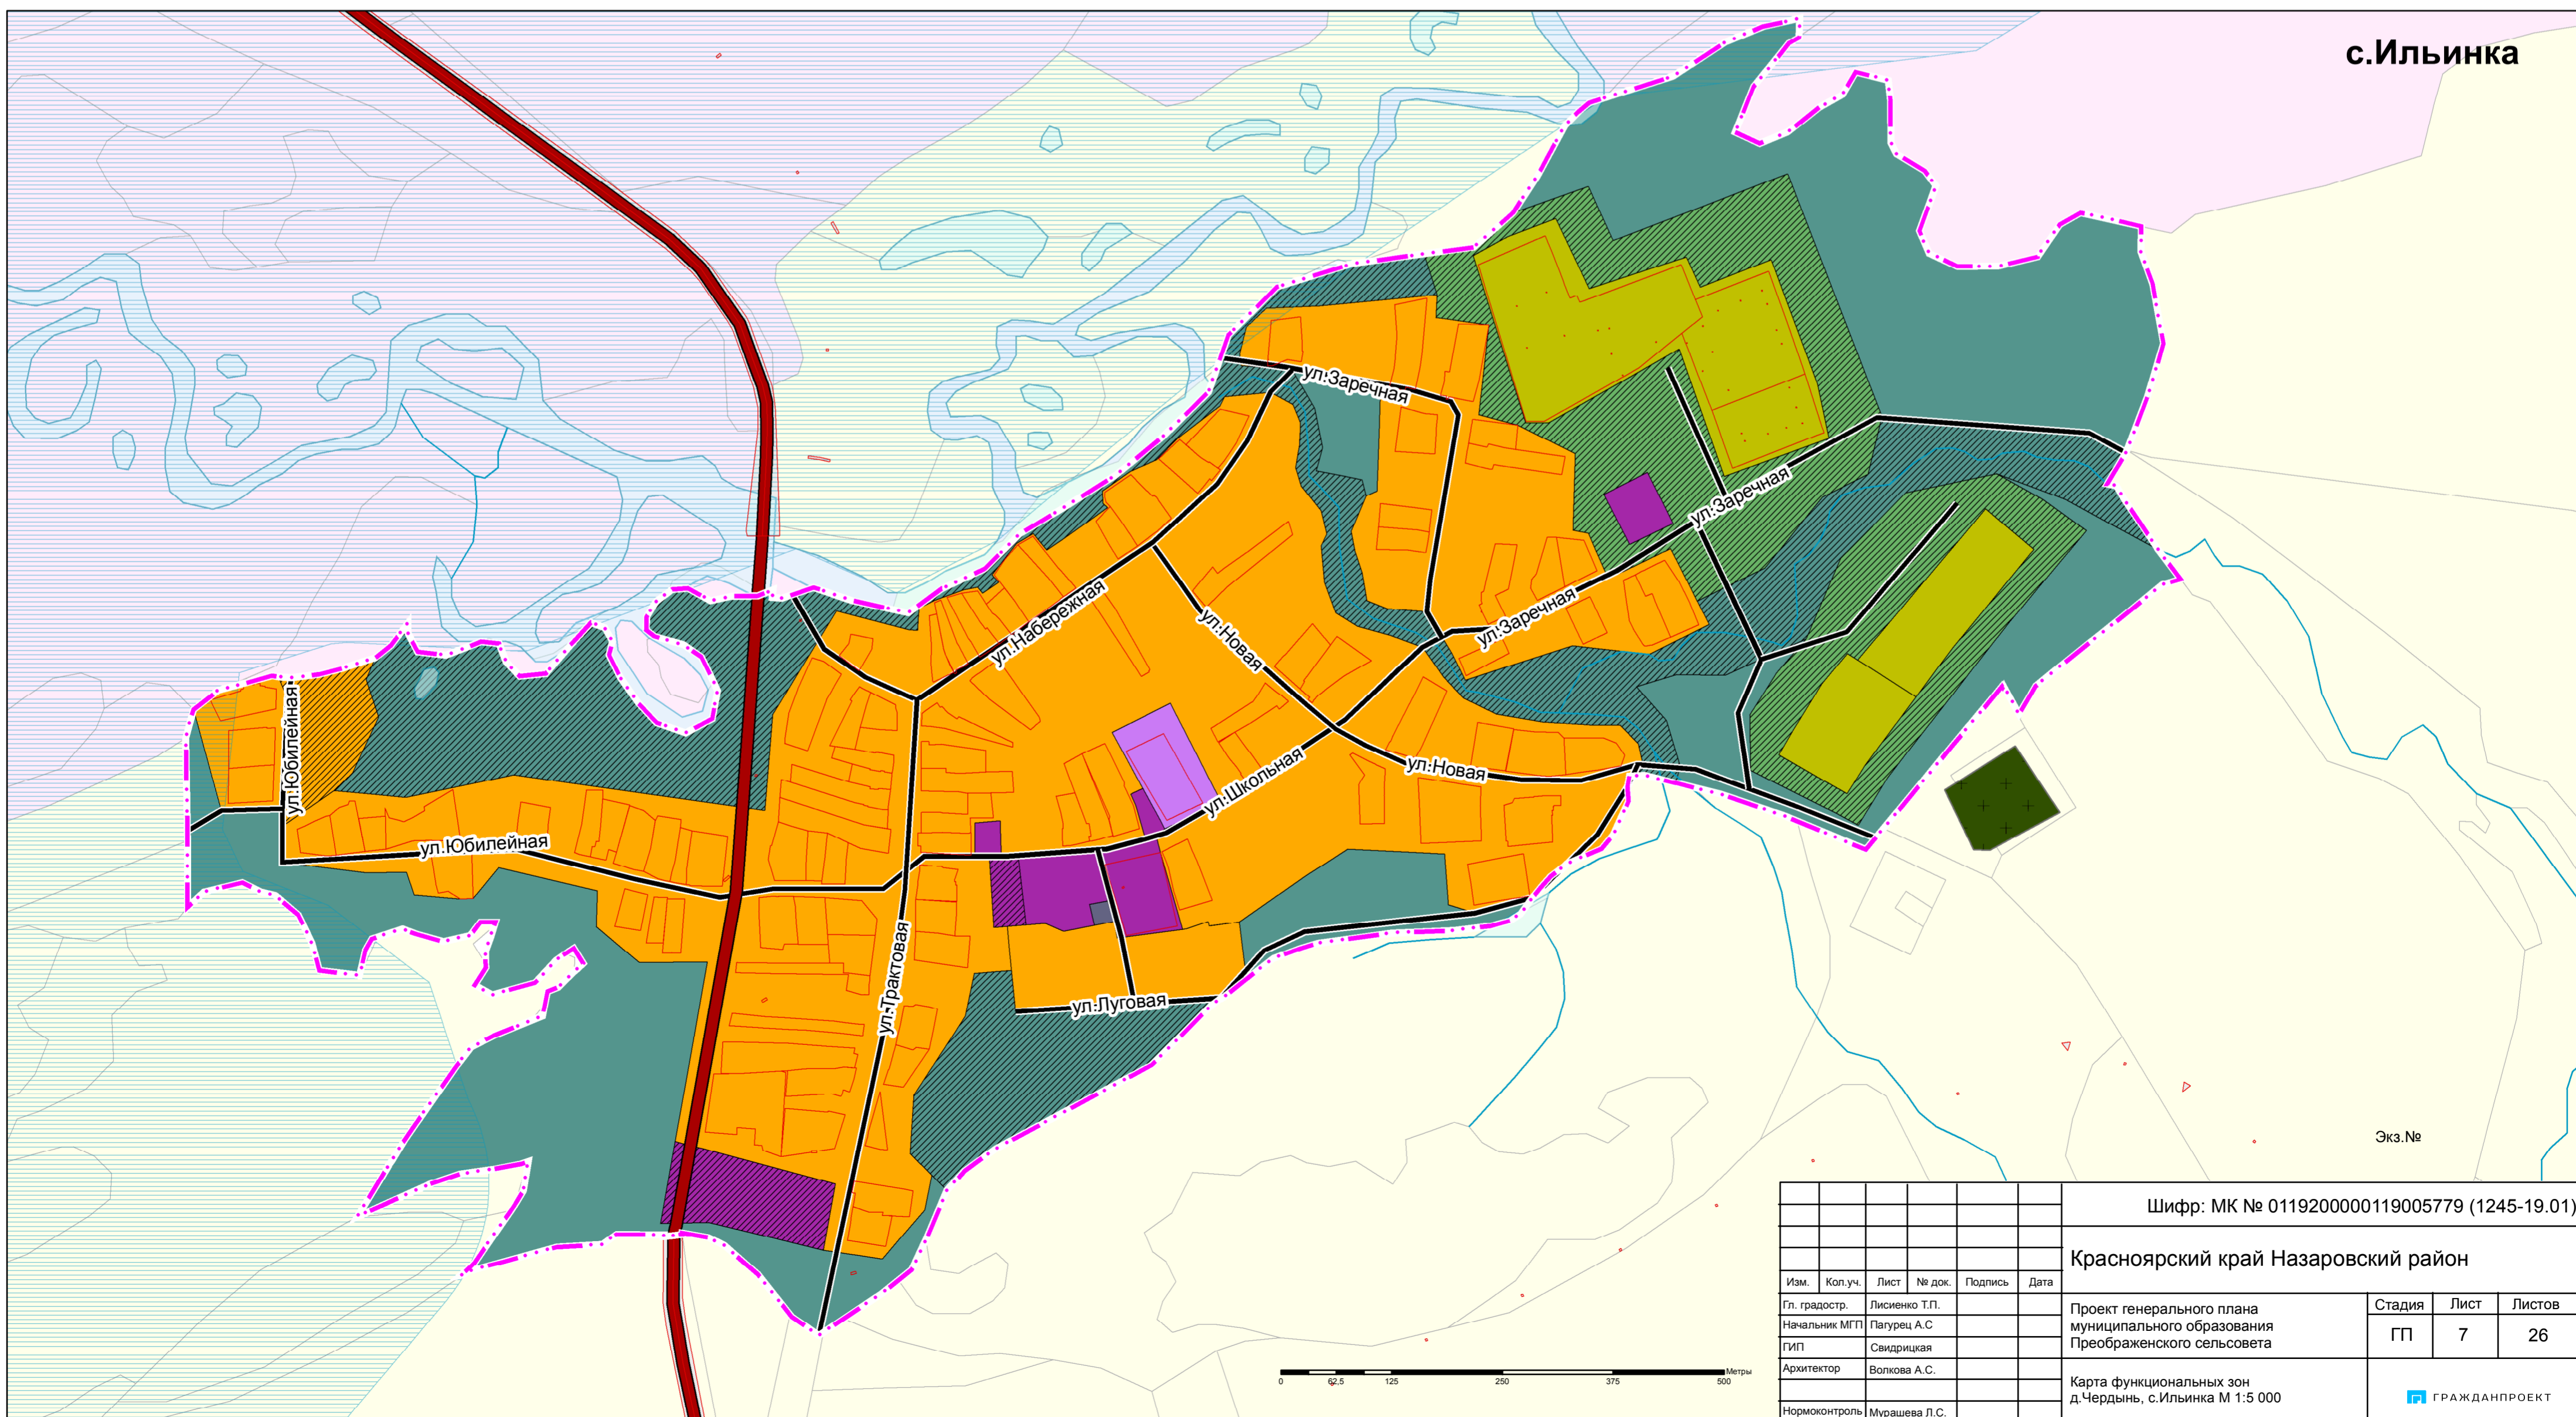 с.Ильинка
ул.Заречная
ул.Заречная
ул.Набережная
ул.Новая
ул.Заречная
ул.Юбилейная
ул.Школьная
ул.Новая
ул.Юбилейная
ул.Трактовая
ул.Луговая
Экз.№
Шифр: МК № 0119200000119005779 (1245-19.01)
Красноярский край Назаровский район
Изм. Кол.уч. Лист № док. Подпись Дата
Гл. градостр. Лисиенко Т.П.
Начальник МГП Пагурец А.С
ГИП Свидрицкая
Архитектор Волкова А.С.
Нормоконтроль Мурашева Л.С.
Проект генерального плана
муниципального образования
Преображенского сельсовета
Стадия Лист Листов
ГП 7 26
Карта функциональных зон
д.Чердынь, с.Ильинка М 1:5 000
ГРАЖДАНПРОЕКТ
Метры
0 62,5 125 250 375 500